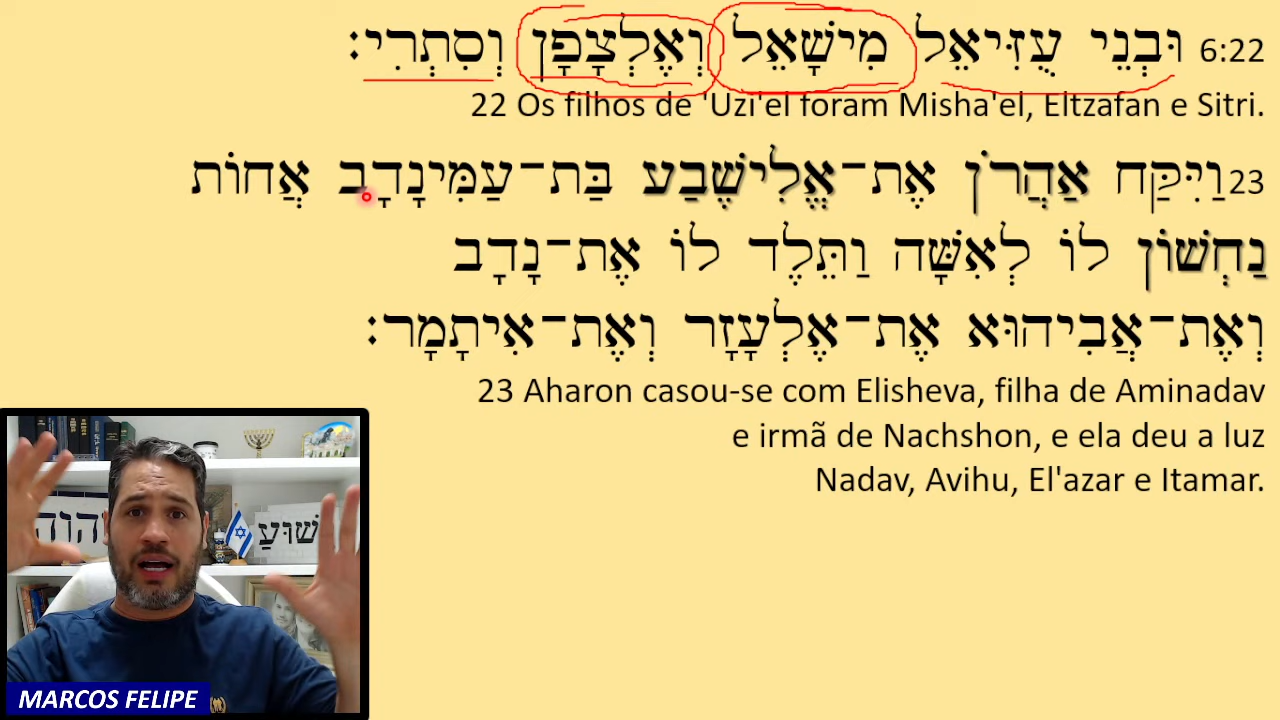 6:22 וּבְנֵי עֻזִּיאֵל מִישָׁאֵל וְאֶלְצָפָן וְסִתְרִי׃
22 Os filhos de 'Uzi'el foram Misha'el, Eltzafan e Sitri.
23 וַיִּקַּח אַהֲרֹן אֶת־אֱלִישֶׁבַע בַּת־עַמִּינָדָב אֲחוֹת
נַחְשׁוֹן לוֹ לְאִשָּׁה וַתֵּלֶד לוֹ אֶת־נָדָב
וְאֶת־אֲבִיהוּא אֶת־אֶלְעָזָר וְאֶת־אִיתָמָר׃
23 Aharon casou-se com Elisheva, filha de Aminadav
e irmã de Nachshon, e ela deu a luz
Nadav, Avihu, El'azar e Itamar.
MARCOS FELIPE